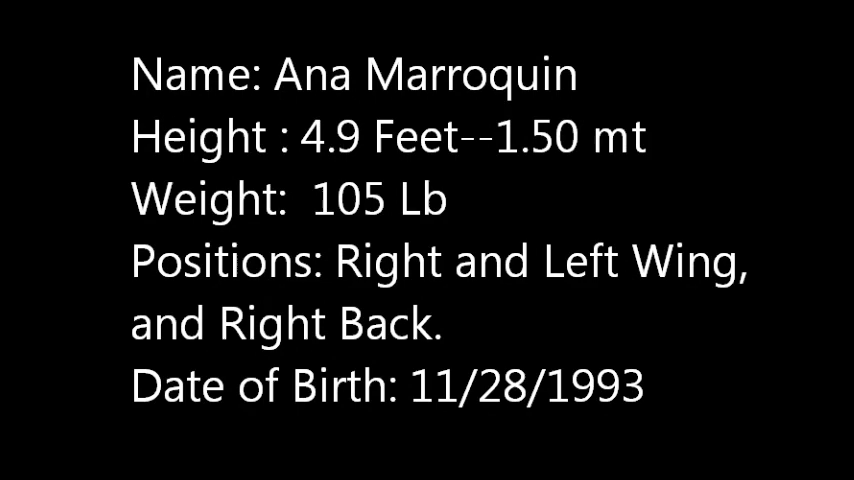 Name: Ana Marroquin
Height : 4.9 Feet--1.50 mt
Weight:  105 Lb
Positions: Right and Left Wing,
and Right Back.
Date of Birth: 11/28/1993